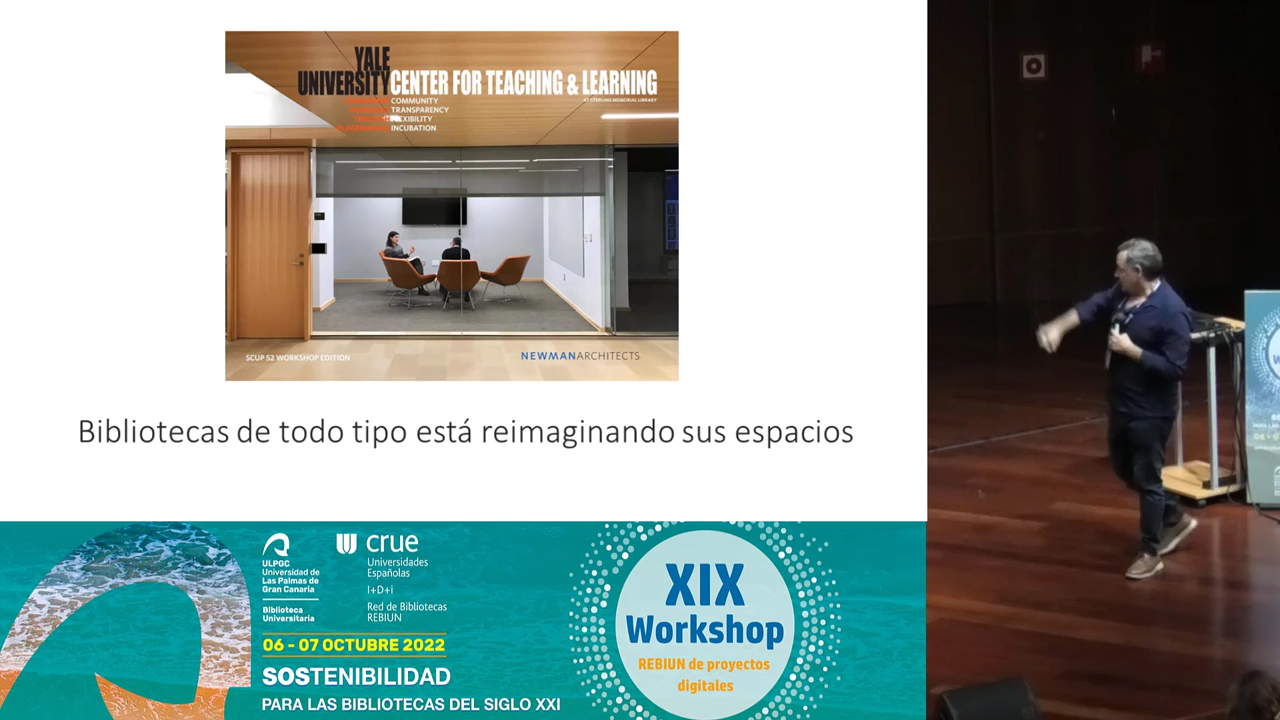 YALE
UNIVERSITY CENTER FOR TEACHING & LEARNING
AT STERLING MEMORIAL LIBRARY
COMMUNITY
TRANSPARENCY
INCUBATION
SCUP 52 WORKSHOP EDITION
NEWMANARCHITECTS
Bibliotecas de todo tipo está reimaginando sus espacios
ULPGC
Universidad de
Las Palmas de
Gran Canaria
Biblioteca
Universitaria
crue
Universidades
Españolas
I+D+i
Red de Bibliotecas
REBIUN
06 - 07 OCTUBRE 2022
SOSTENIBILIDAD
PARA LAS BIBLIOTECAS DEL SIGLO XXI
XIX
Workshop
REBIUN de proyectos
digitales